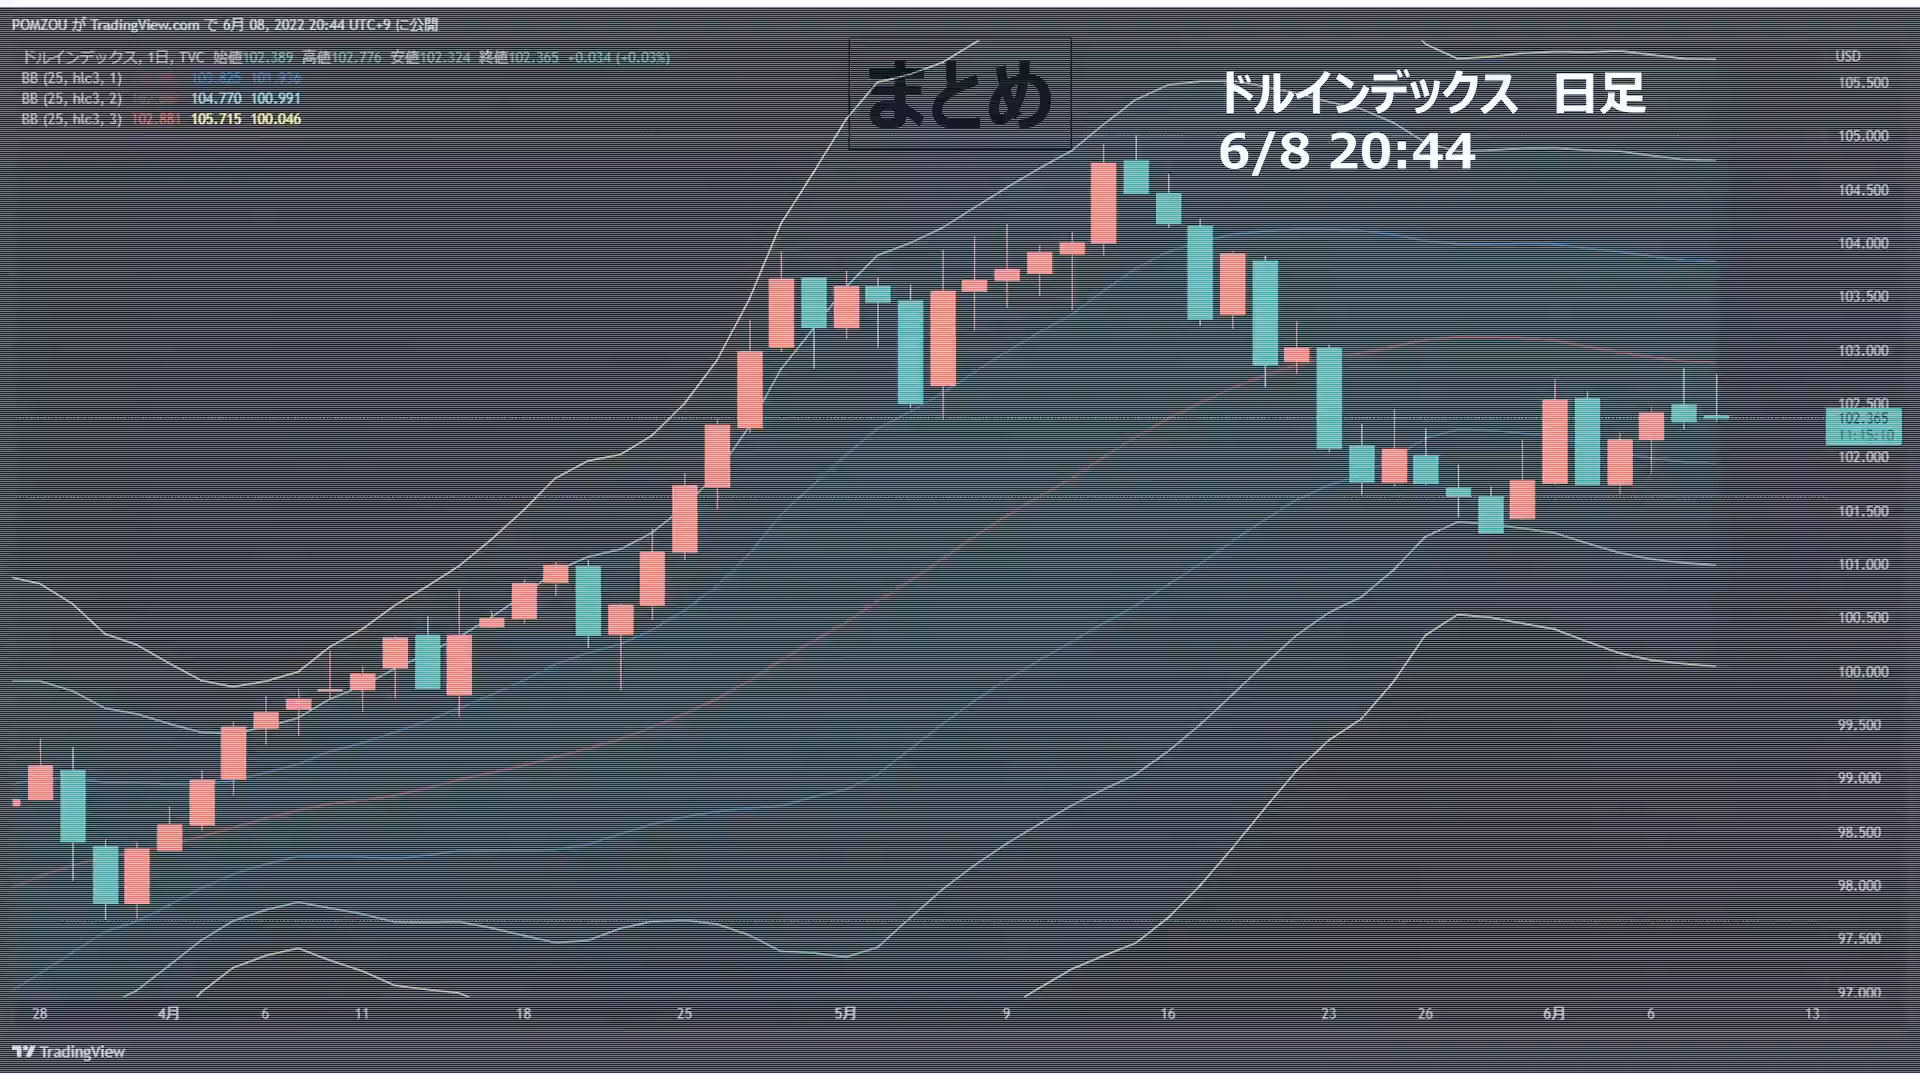 POMZOU が TradingView.com で 6月 08, 2022 20:44 UTC+9 に公開
ドルインデックス, 1日, TVC 始値102.389 高値102.776 安値102.324 終値102.365 +0.034 (+0.03%)
BB (25, hlc3, 1) 103.825 101.936
BB (25, hlc3, 2) 104.770 100.991
BB (25, hlc3, 3) 102.881 105.715 100.046
まとめ
ドルインデックス 日足
6/8 20:44
USD
105.500
105.000
104.500
104.000
103.500
103.000
102.500
102.365
11:15:10
102.000
101.500
101.000
100.500
100.000
99.500
99.000
98.500
98.000
97.500
97.000
28 4月 6 11 18 25 5月 9 16 23 26 6月 6 13
TradingView